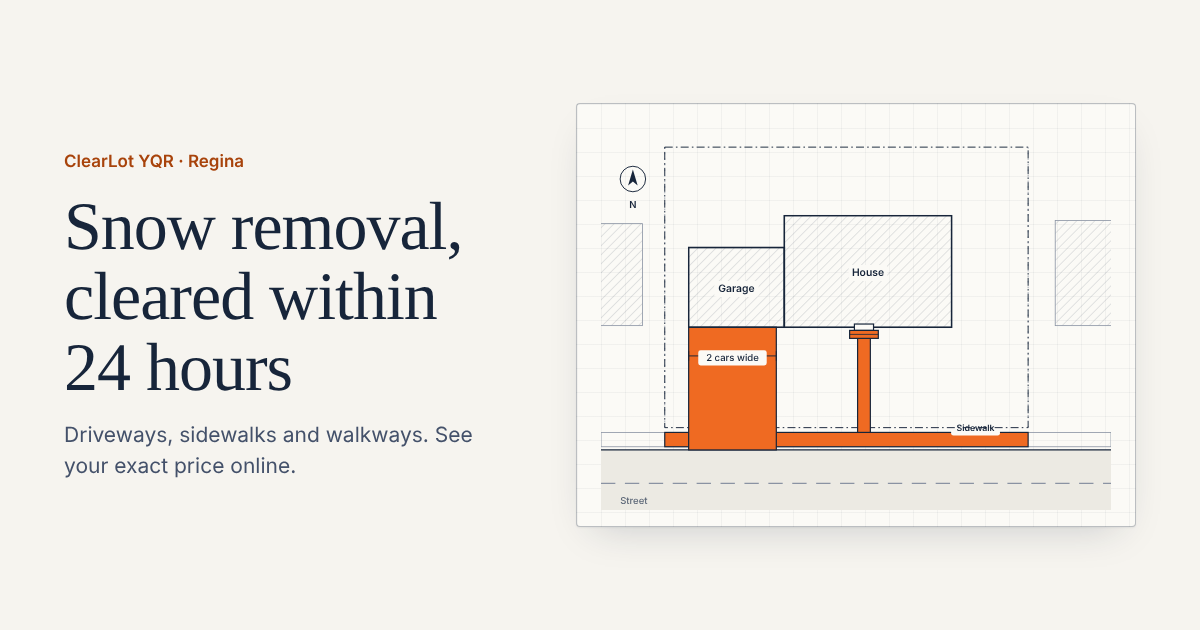 ClearLot YQR · Regina
Snow removal,
cleared within
24 hours
Driveways, sidewalks and walkways. See
your exact price online.
N
House
Garage
2 cars wide
Sidewalk
Street